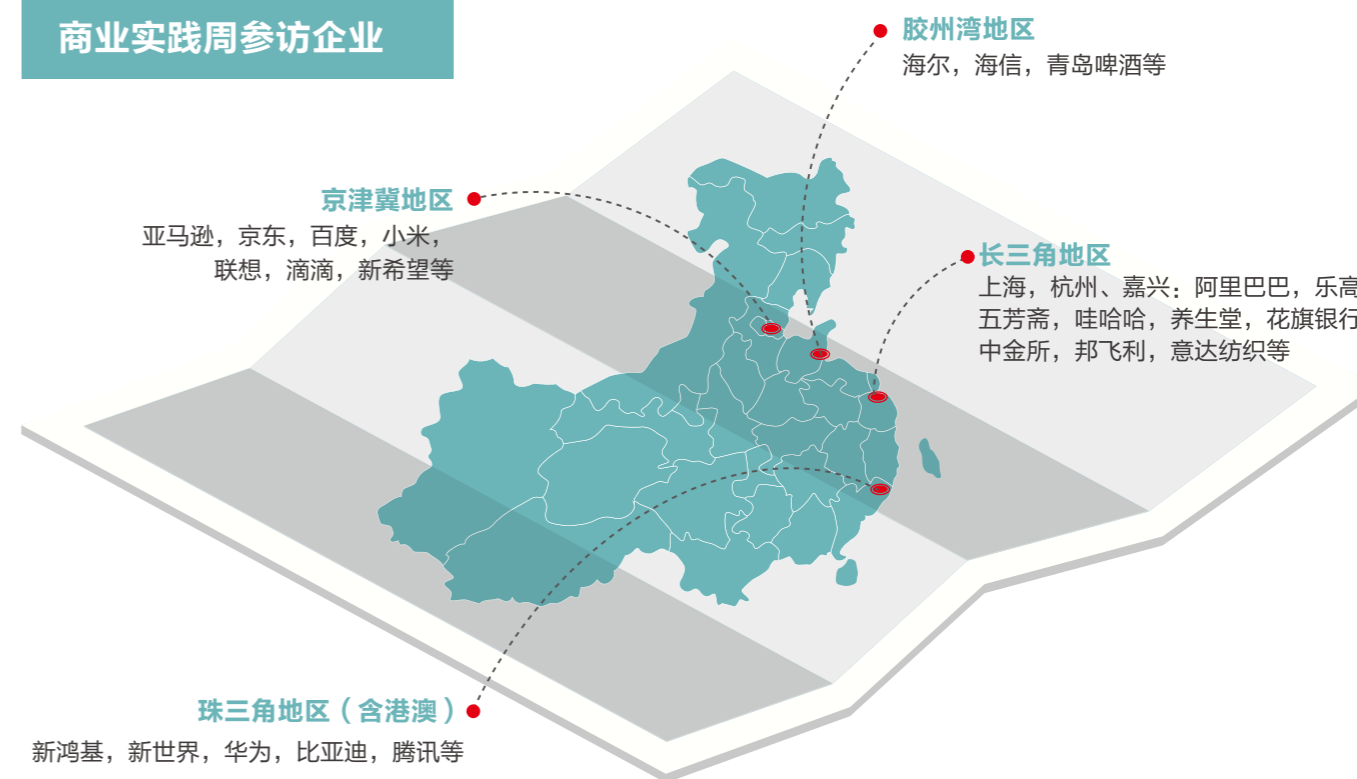 商业实践周参访企业
胶州湾地区
海尔，海信，青岛啤酒等
京津冀地区
亚马逊，京东，百度，小米，
联想，滴滴，新希望等
长三角地区
上海，杭州、嘉兴：阿里巴巴，乐高
五芳斋，哇哈哈，养生堂，花旗银行
中金所，邦飞利，意达纺织等
珠三角地区（含港澳）
新鸿基，新世界，华为，比亚迪，腾讯等